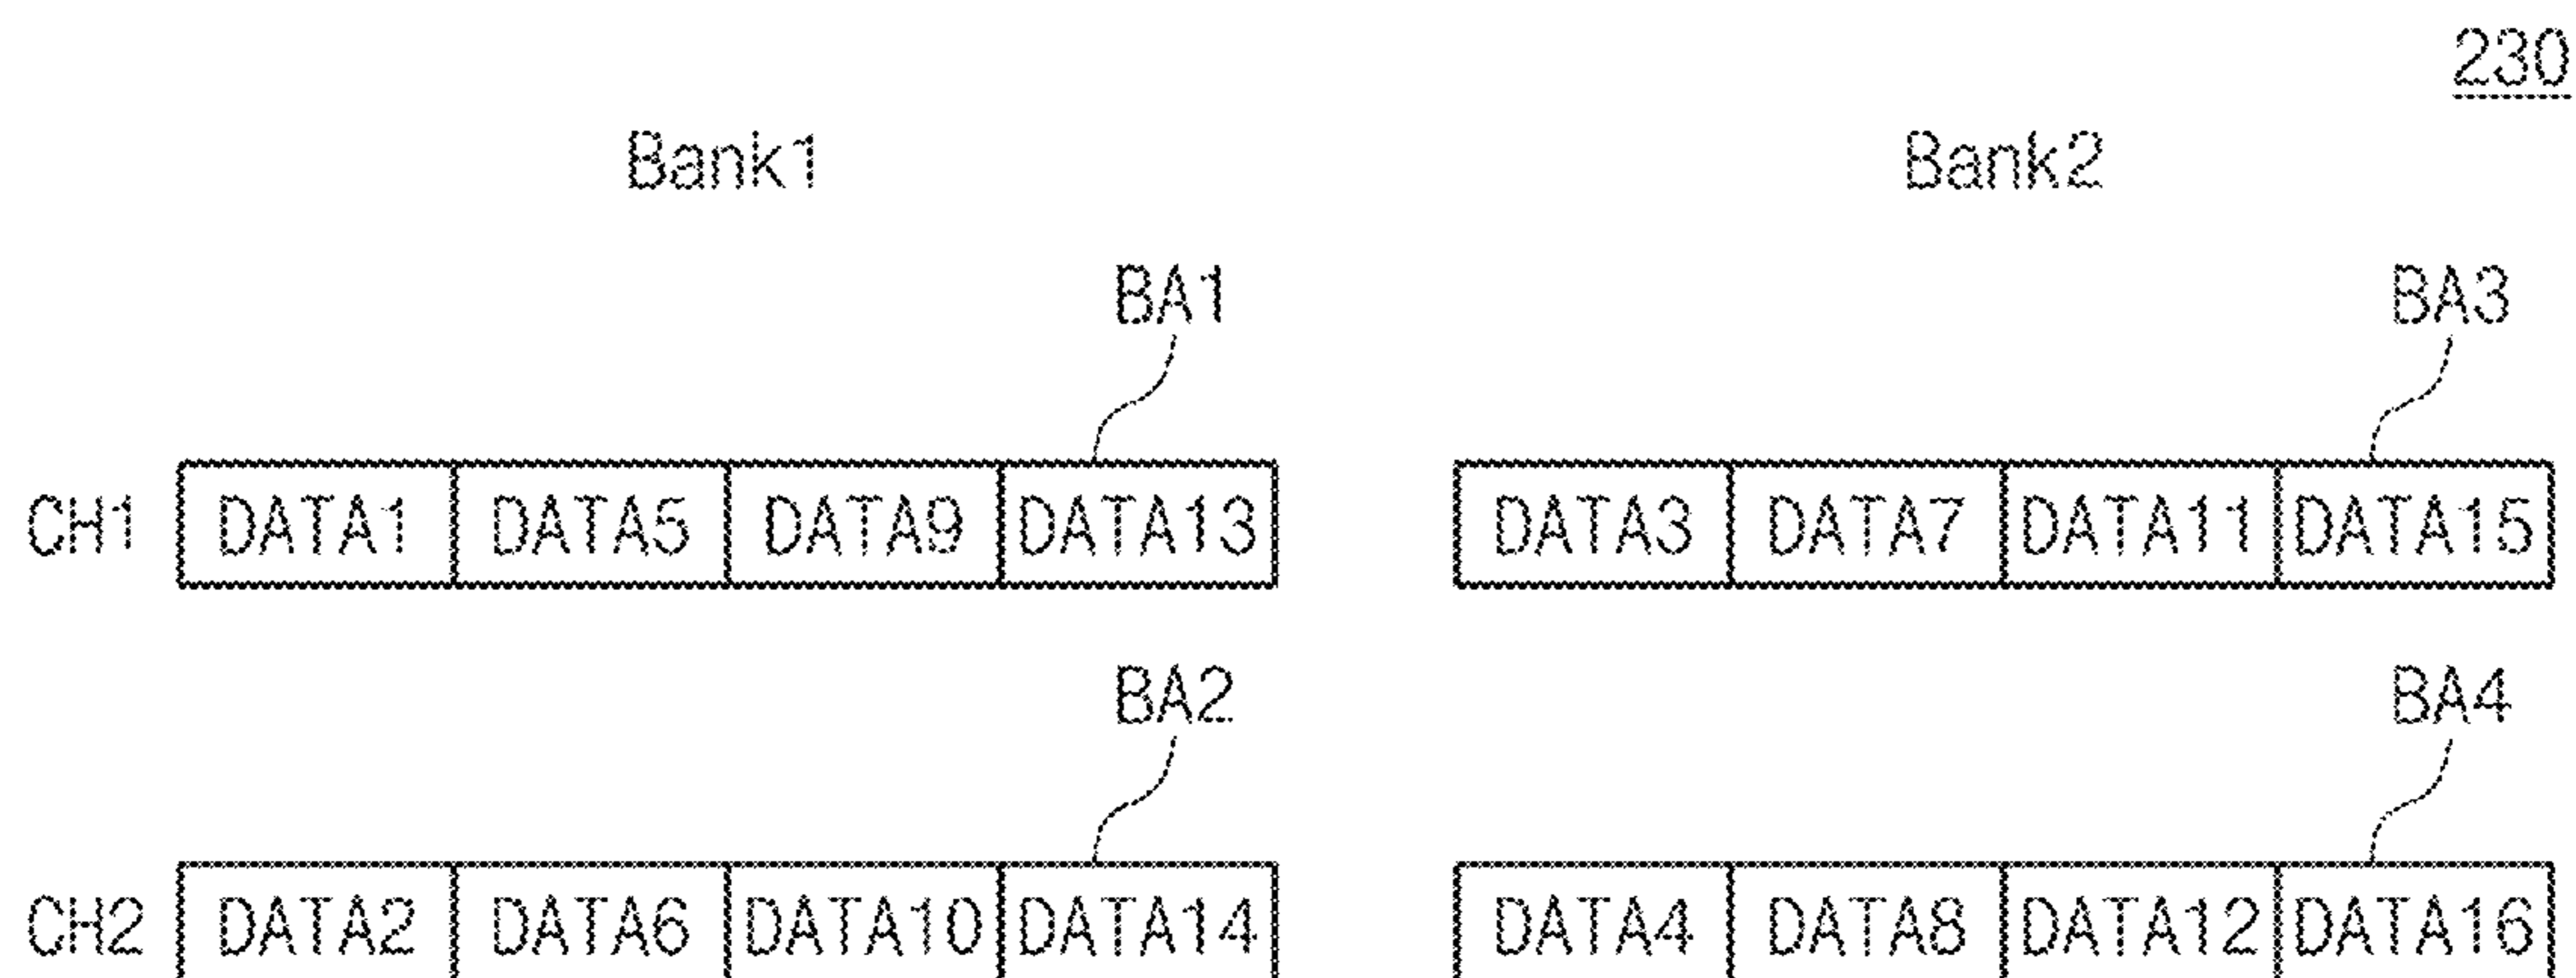 230
Bank1 Bank2
BA1 BA3
CH1 DATA1 DATA5 DATA9 DATA13 DATA3 DATA7 DATA11 DATA15
BA2 BA4
CH2 DATA2 DATA6 DATA10 DATA14 DATA4 DATA8 DATA12 DATA16